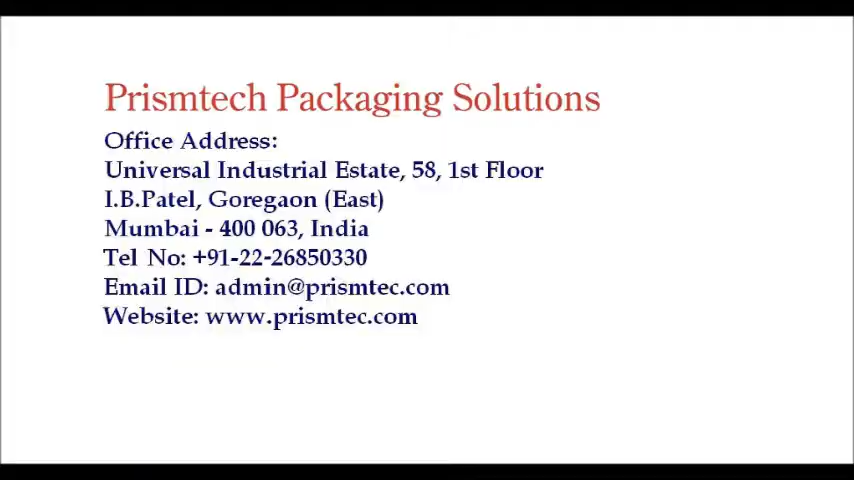 Prismtech Packaging Solutions
Office Address:
Universal Industrial Estate, 58, 1st Floor
I.B.Patel, Goregaon (East)
Mumbai - 400 063, India
Tel No: +91-22-26850330
Email ID: admin@prismtec.com
Website: www.prismtec.com